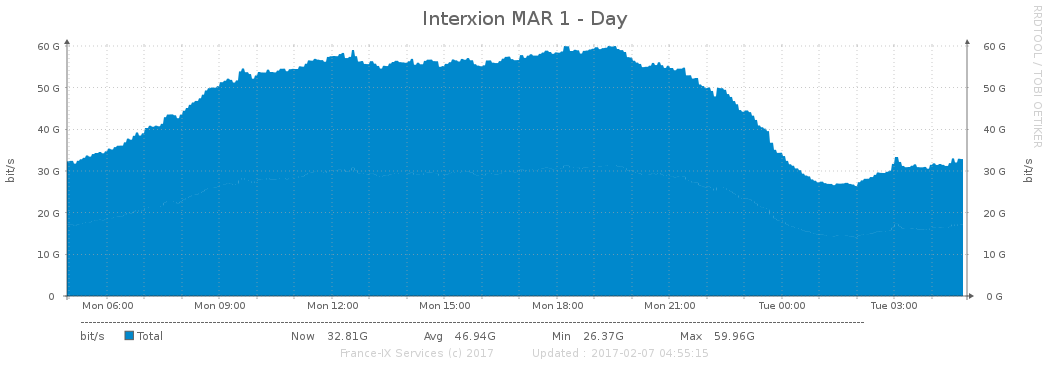 Interxion MAR 1 - Day
RRDTOOL / TOBI OETIKER
60 G 60 G
50 G 50 G
40 G 40 G
30 G 30 G
20 G 20 G
10 G 10 G
0 0 G
bit/s
bit/s
Mon 06:00 Mon 09:00 Mon 12:00 Mon 15:00 Mon 18:00 Mon 21:00 Tue 00:00 Tue 03:00
bit/s Total Now 32.81G Avg 46.94G Min 26.37G Max 59.96G
France-IX Services (c) 2017 Updated : 2017-02-07 04:55:15